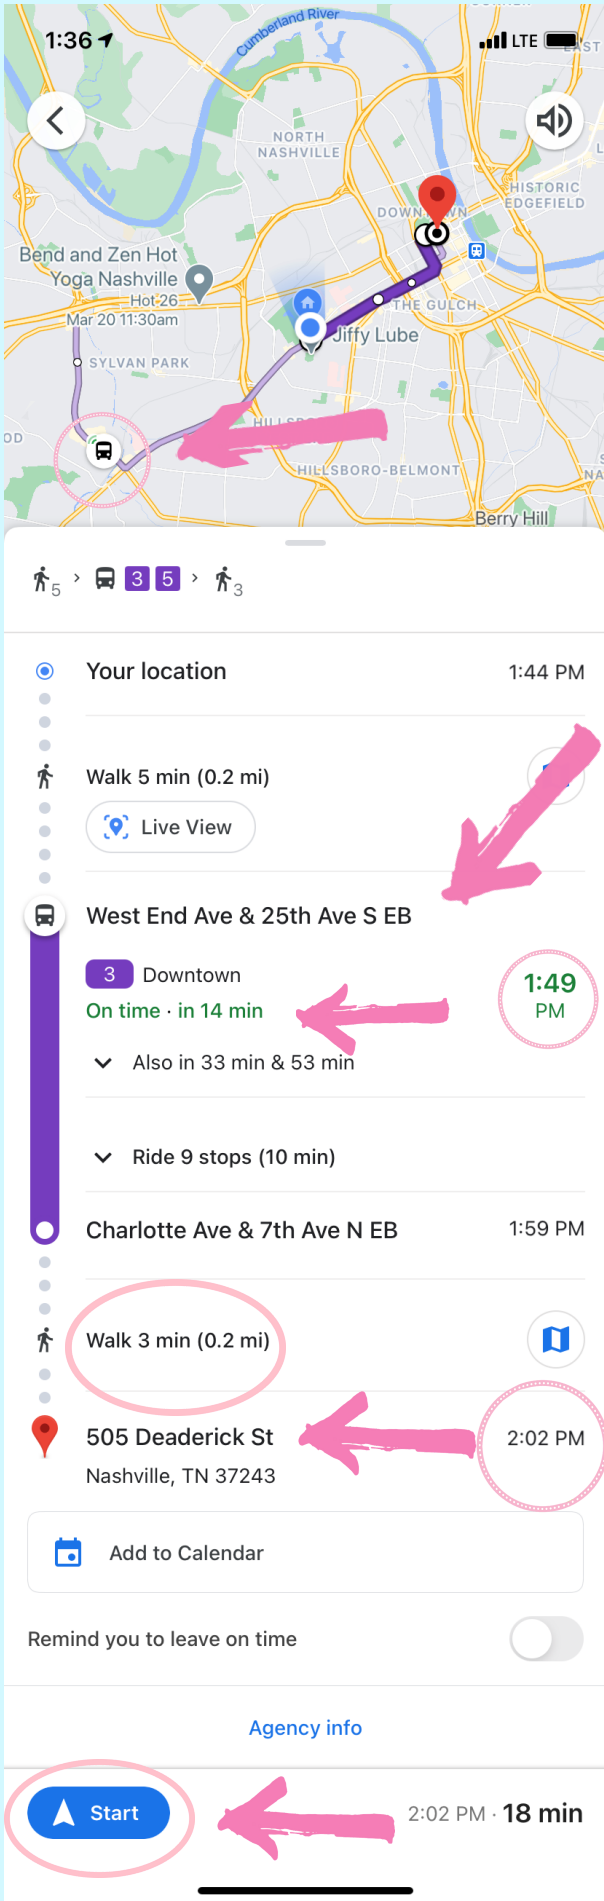 1:36
LTE
Cumberland River
EAST
NORTH
NASHVILLE
HISTORIC
EDGEFIELD
DOWNTOWN
Bend and Zen Hot
Yoga Nashville
Hot 26
Mar 20 11:30am
THE GULCH
Jiffy Lube
SYLVAN PARK
HILLSBO
OD
HILLSBORO-BELMONT
SOU
NA
Berry Hill
5 > 3 5 > 3
Your location 1:44 PM
Walk 5 min (0.2 mi)
Live View
West End Ave & 25th Ave S EB
3 Downtown 1:49
On time · in 14 min PM
Also in 33 min & 53 min
Ride 9 stops (10 min)
Charlotte Ave & 7th Ave N EB 1:59 PM
Walk 3 min (0.2 mi)
505 Deaderick St 2:02 PM
Nashville, TN 37243
Add to Calendar
Remind you to leave on time
Agency info
Start 2:02 PM · 18 min